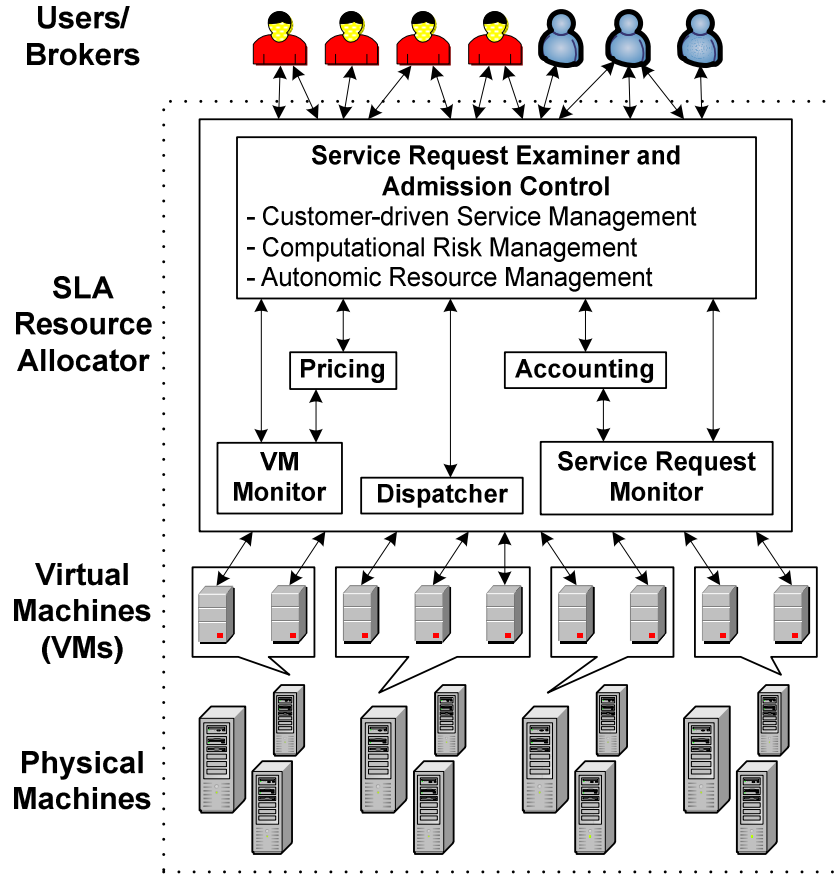 Users/
Brokers
Service Request Examiner and
Admission Control
- Customer-driven Service Management
- Computational Risk Management
- Autonomic Resource Management
SLA
Resource
Allocator
Pricing
Accounting
VM
Monitor
Dispatcher
Service Request
Monitor
Virtual
Machines
(VMs)
Physical
Machines